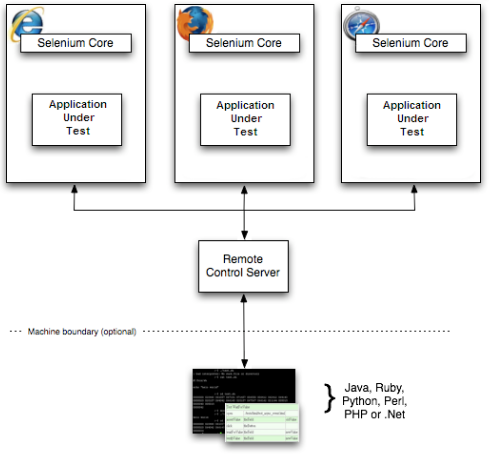 Selenium Core
Selenium Core
Selenium Core
Application
Under
Test
Application
Under
Test
Application
Under
Test
Remote
Control Server
Machine boundary (optional)
Java, Ruby,
Python, Perl,
PHP or .Net